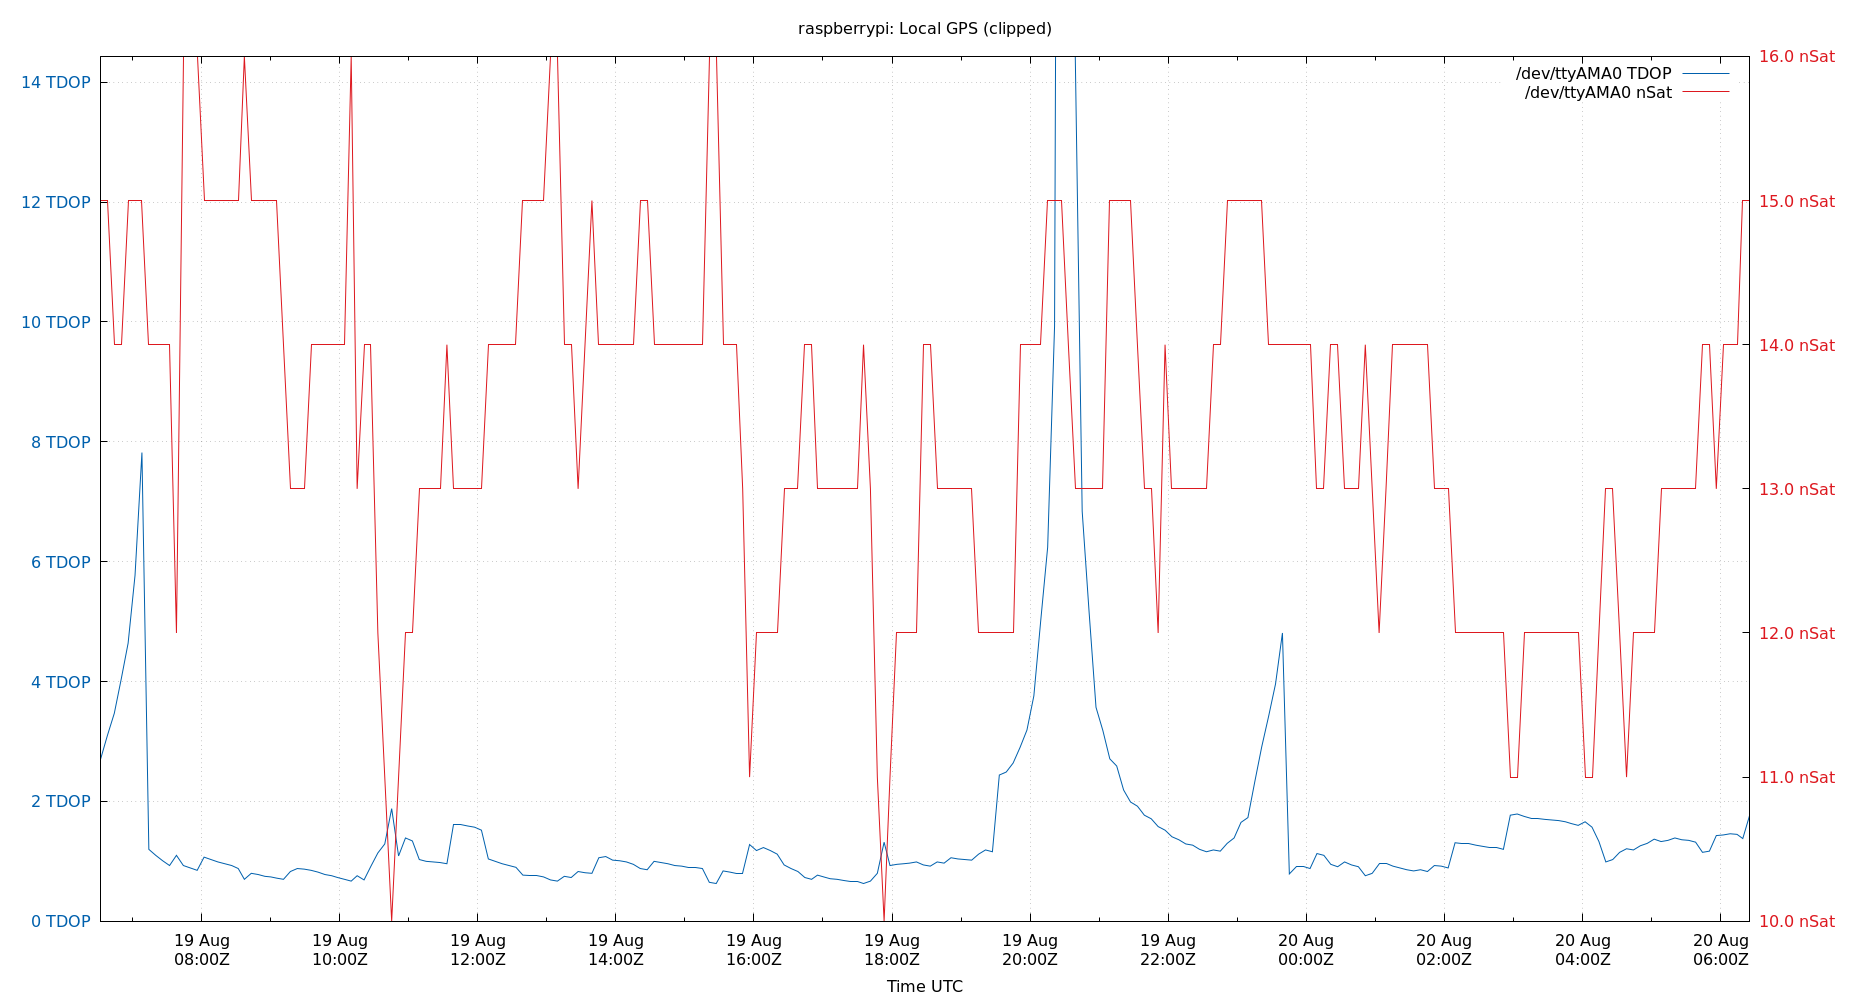 raspberrypi: Local GPS (clipped)
/dev/ttyAMA0 TDOP
/dev/ttyAMA0 nSat
14 TDOP
12 TDOP
10 TDOP
8 TDOP
6 TDOP
4 TDOP
2 TDOP
0 TDOP
16.0 nSat
15.0 nSat
14.0 nSat
13.0 nSat
12.0 nSat
11.0 nSat
10.0 nSat
19 Aug 19 Aug 19 Aug 19 Aug 19 Aug 19 Aug 19 Aug 19 Aug 20 Aug 20 Aug 20 Aug 20 Aug
08:00Z 10:00Z 12:00Z 14:00Z 16:00Z 18:00Z 20:00Z 22:00Z 00:00Z 02:00Z 04:00Z 06:00Z
Time UTC